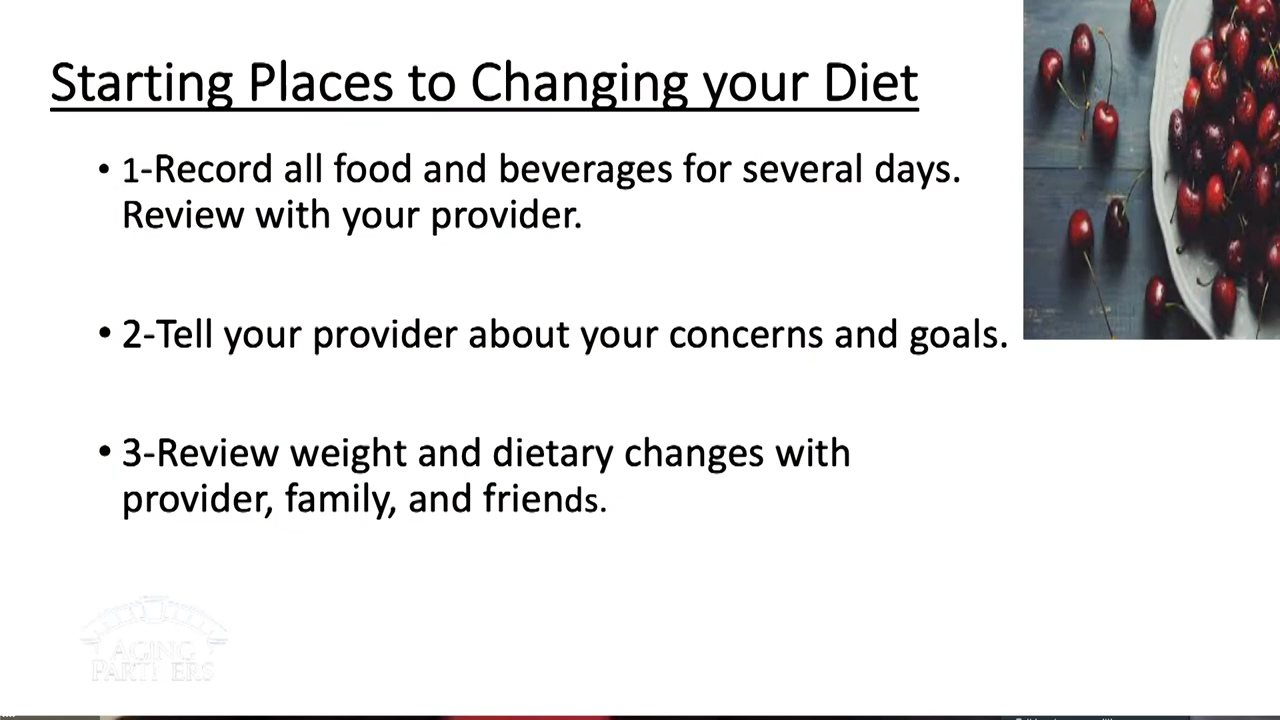 Starting Places to Changing your Diet
• 1-Record all food and beverages for several days.
Review with your provider.
• 2-Tell your provider about your concerns and goals.
• 3-Review weight and dietary changes with
provider, family, and friends.
AGING